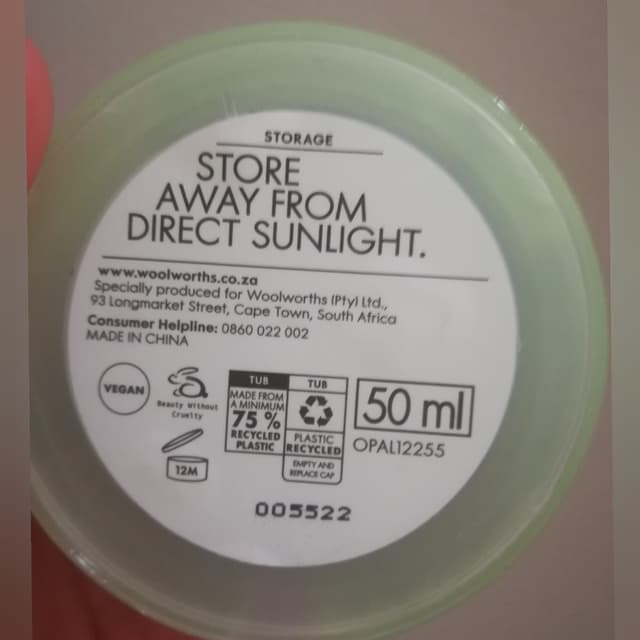 STORAGE
STORE
AWAY FROM
DIRECT SUNLIGHT.
www.woolworths.co.za
Specially produced for Woolworths (Pty) Ltd.,
93 Longmarket Street, Cape Town, South Africa
Consumer Helpline: 0860 022 002
MADE IN CHINA
VEGAN
Beauty Without
Cruelty
12M
TUB
MADE FROM
A MINIMUM
75 %
RECYCLED
PLASTIC
TUB
PLASTIC
RECYCLED
EMPTY AND
REPLACE CAP
50 ml
OPAL12255
005522